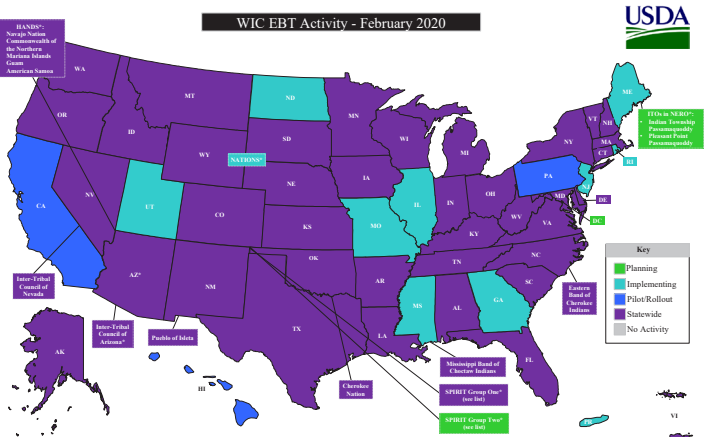 WIC EBT Activity - February 2020
USDA
HANDS*:
Navajo Nation
Commonwealth of
the Northern
Mariana Islands
Guam
American Samoa
WA
MT
ND
MN
ME
OR
ID
SD
WI
MI
VT
NH
NY
MA
CT
RI
ITOs in NERO*:
• Indian Township
Passamaquoddy
• Pleasant Point
Passamaquoddy
WY
NATIONS*
IA
NE
PA
NJ
CA
NV
UT
CO
IL
IN
OH
MD
DE
WV
VA
DC
KS
MO
KY
NC
TN
Key
Planning
Implementing
Pilot/Rollout
Statewide
No Activity
Inter-Tribal
Council of
Nevada
AZ*
NM
OK
AR
SC
Eastern
Band of
Cherokee
Indians
MS
AL
GA
TX
LA
FL
Inter-Tribal
Council of
Arizona*
Pueblo of Isleta
AK
HI
Mississippi Band of
Choctaw Indians
Cherokee
Nation
SPIRIT Group One*
(see list)
SPIRIT Group Two*
(see list)
PR
VI